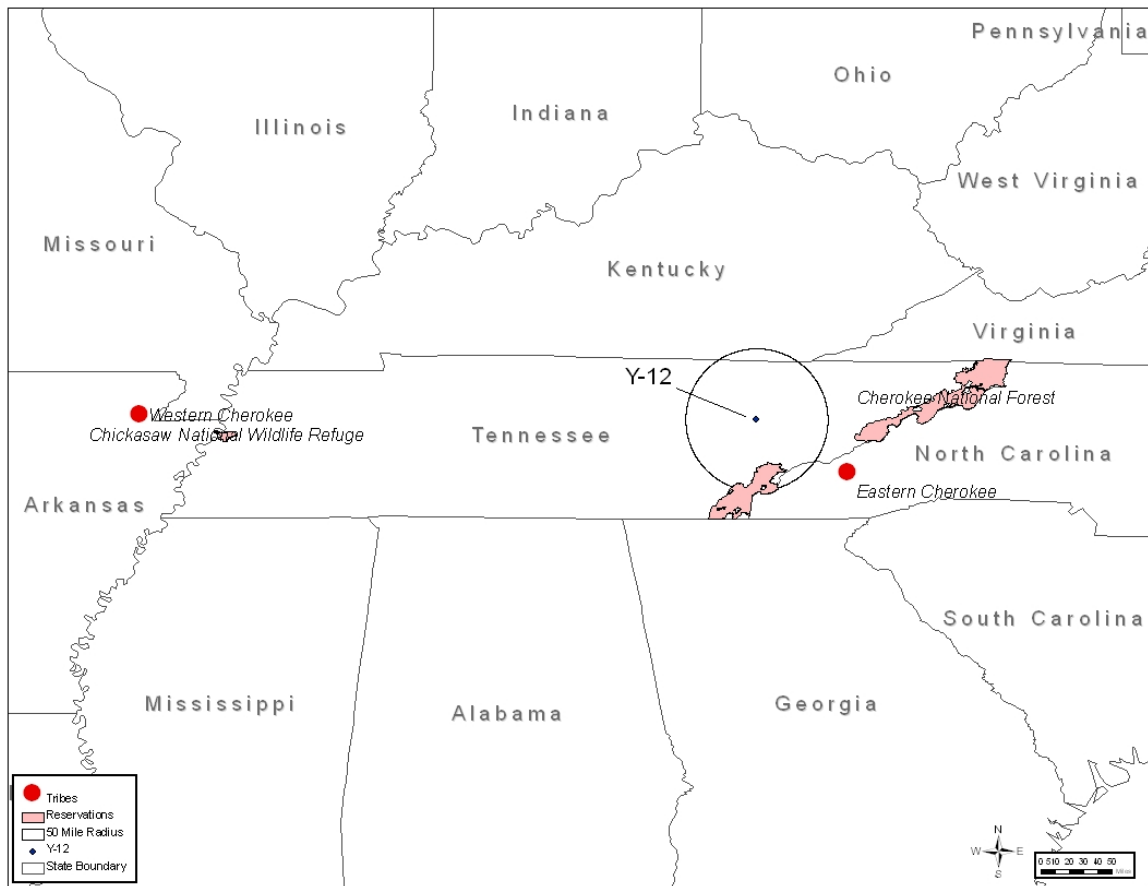 Pennsylvania
Ohio
Indiana
Illinois
West Virginia
Missouri
Kentucky
Virginia
Y-12
Cherokee National Forest
Western Cherokee
Chickasaw National Wildlife Refuge
Tennessee
North Carolina
Eastern Cherokee
Arkansas
South Carolina
Mississippi
Alabama
Georgia
Tribes
Reservations
50 Mile Radius
Y-12
State Boundary
N
W E
S
0 510 20 30 40 50
Miles